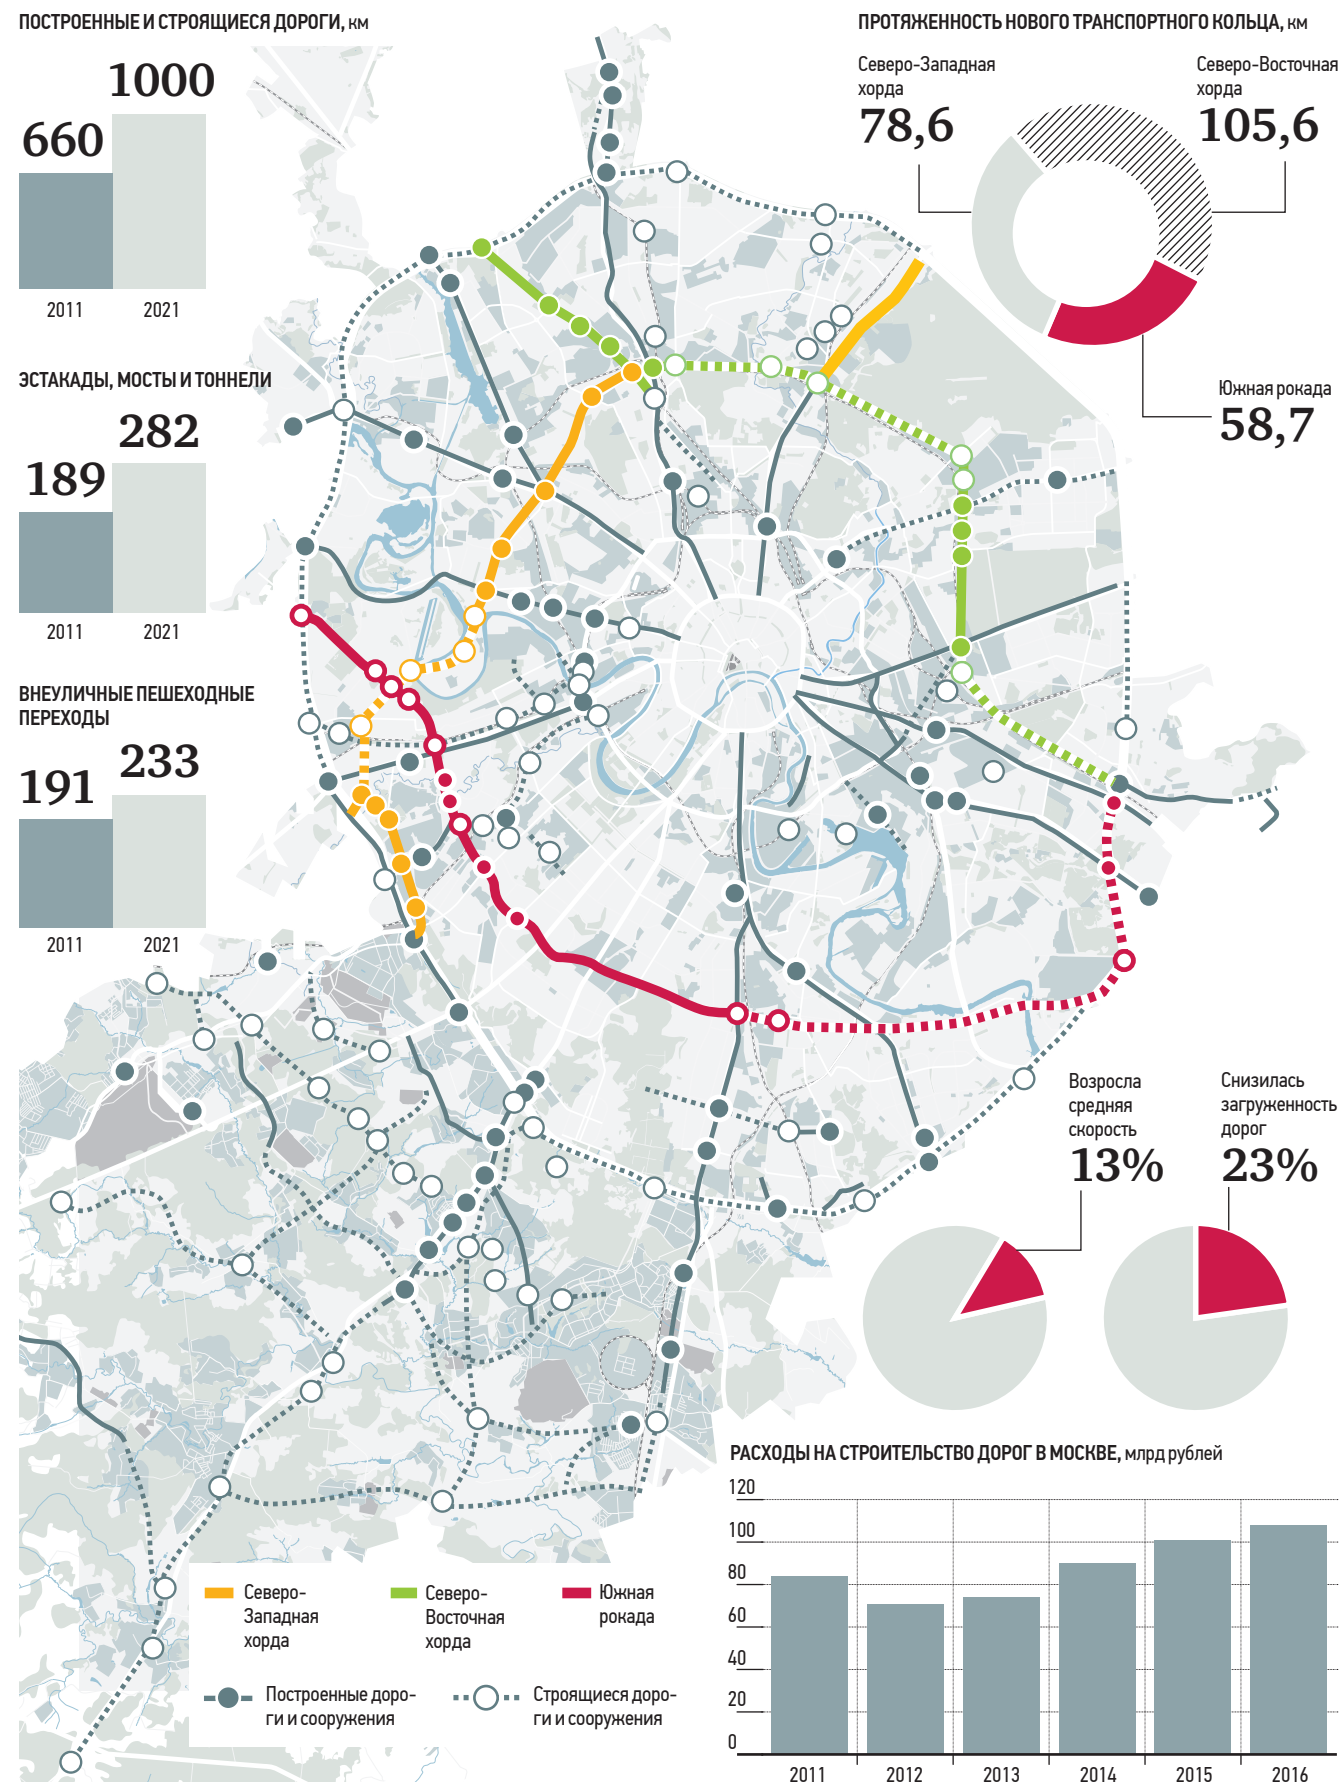 ПОСТРОЕННЫЕ И СТРОЯЩИЕСЯ ДОРОГИ, км
1000
660
2011
2021
ЭСТАКАДЫ, МОСТЫ И ТОННЕЛИ
282
189
2011
2021
ВНЕУЛИЧНЫЕ ПЕШЕХОДНЫЕ
ПЕРЕХОДЫ
233
191
2011
2021
ПРОТЯЖЕННОСТЬ НОВОГО ТРАНСПОРТНОГО КОЛЬЦА, км
Северо-Западная
хорда
78,6
Северо-Восточная
хорда
105,6
Южная рокада
58,7
Возросла
средняя
скорость
13%
Снизилась
загруженность
дорог
23%
РАСХОДЫ НА СТРОИТЕЛЬСТВО ДОРОГ В МОСКВЕ, млрд рублей
120
100
80
60
40
20
0
2011
2012
2013
2014
2015
2016
Северо-
Западная
хорда
Северо-
Восточная
хорда
Южная
рокада
Построенные доро-
ги и сооружения
Строящиеся доро-
ги и сооружения